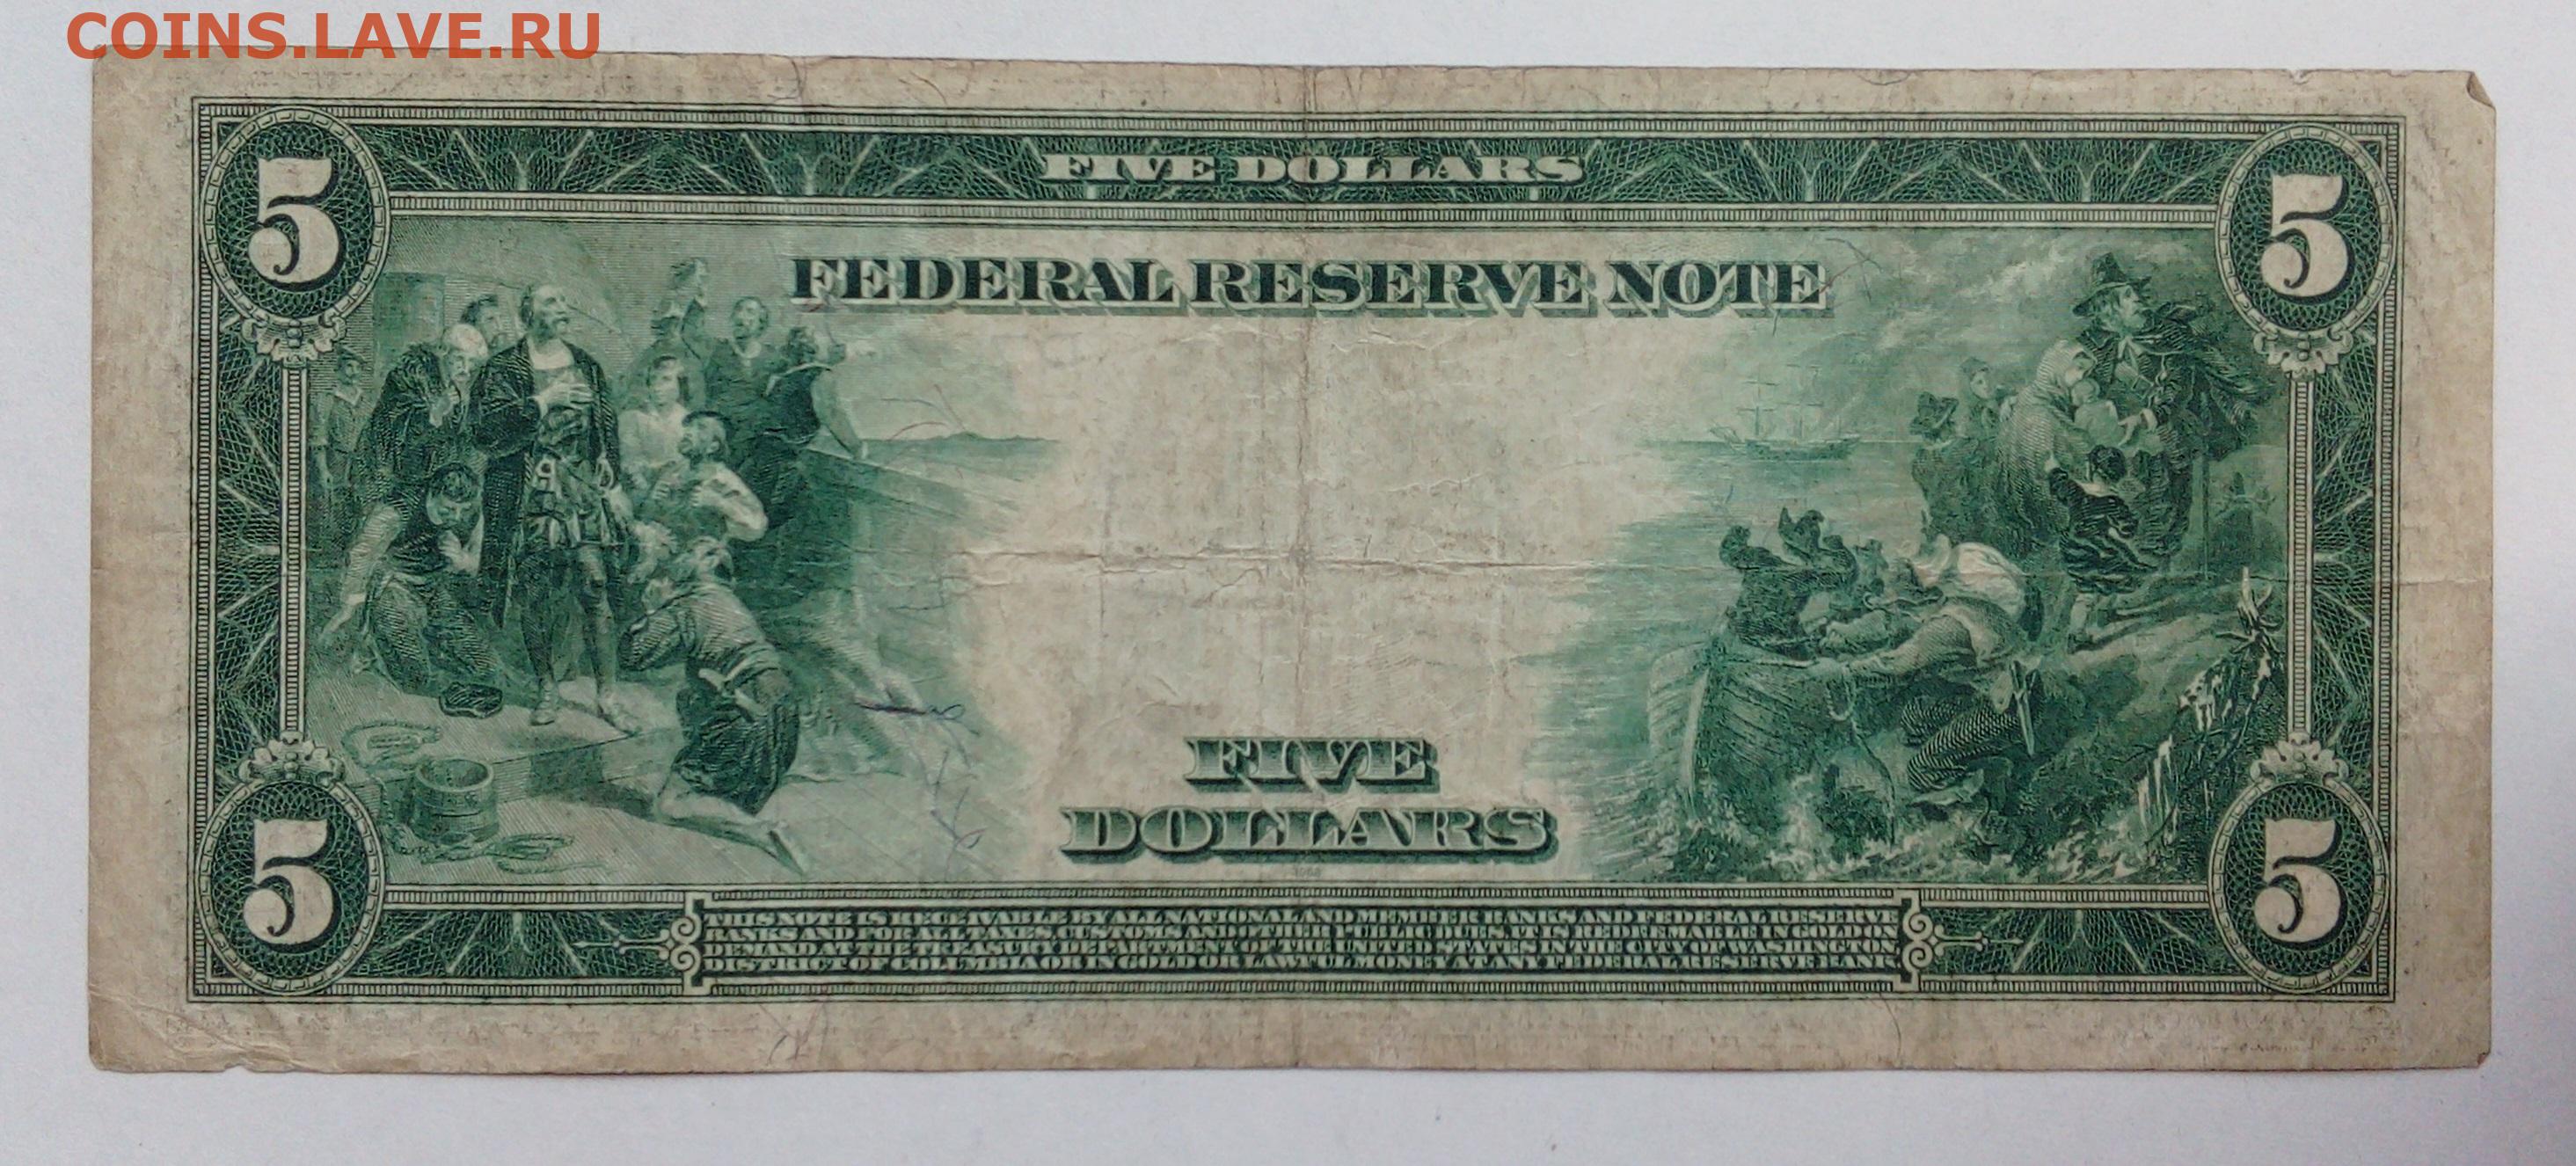 COINS.LAVE.RU
FIVE DOLLARS
5
5
FEDERAL RESERVE NOTE
FIVE
DOLLARS
5
5
THIS NOTE IS RECEIVABLE BY ALL NATIONAL AND MEMBER BANKS AND FEDERAL RESERVE
BANKS AND FOR ALL TAXES, CUSTOMS AND OTHER PUBLIC DUES. IT IS REDEEMABLE IN GOLD ON
DEMAND AT THE TREASURY DEPARTMENT OF THE UNITED STATES IN THE CITY OF WASHINGTON
DISTRICT OF COLUMBIA OR IN GOLD OR LAWFUL MONEY AT ANY FEDERAL RESERVE BANK.